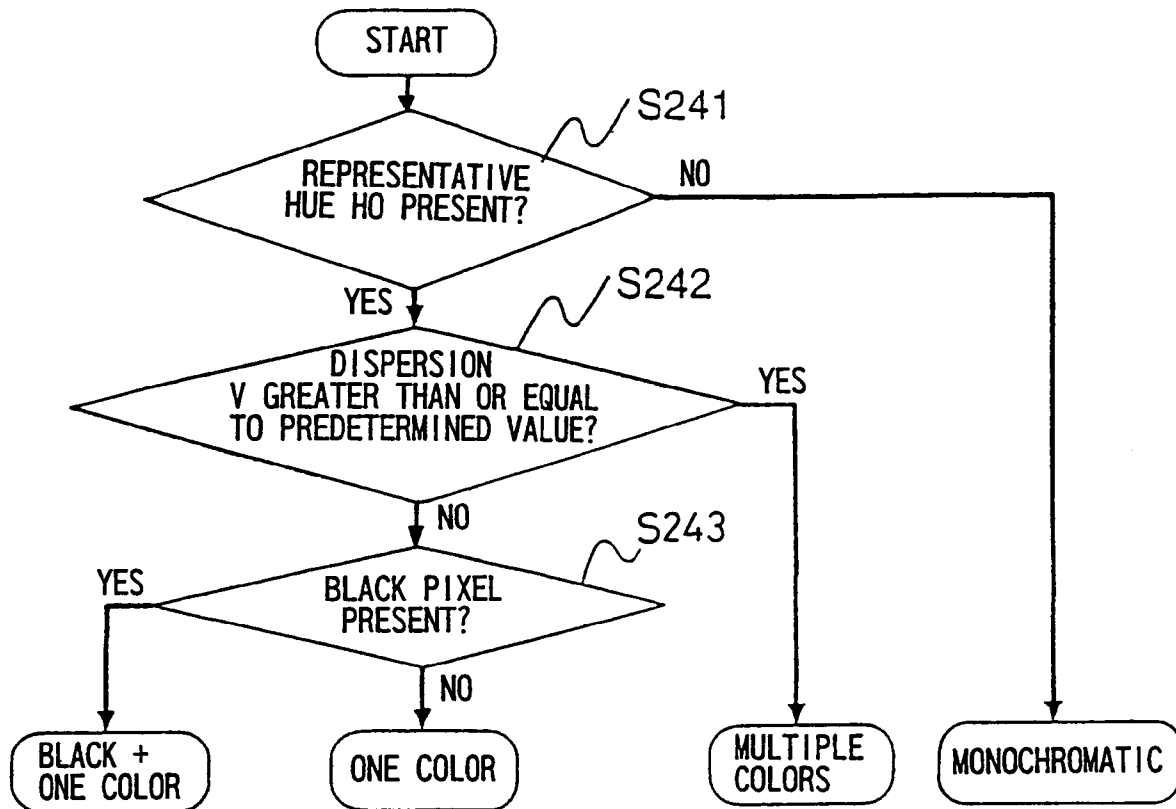 START
S241
REPRESENTATIVE
HUE HO PRESENT?
NO
YES
S242
DISPERSION
V GREATER THAN OR EQUAL
TO PREDETERMINED VALUE?
YES
NO
S243
YES
BLACK PIXEL
PRESENT?
NO
BLACK +
ONE COLOR
ONE COLOR
MULTIPLE
COLORS
MONOCHROMATIC